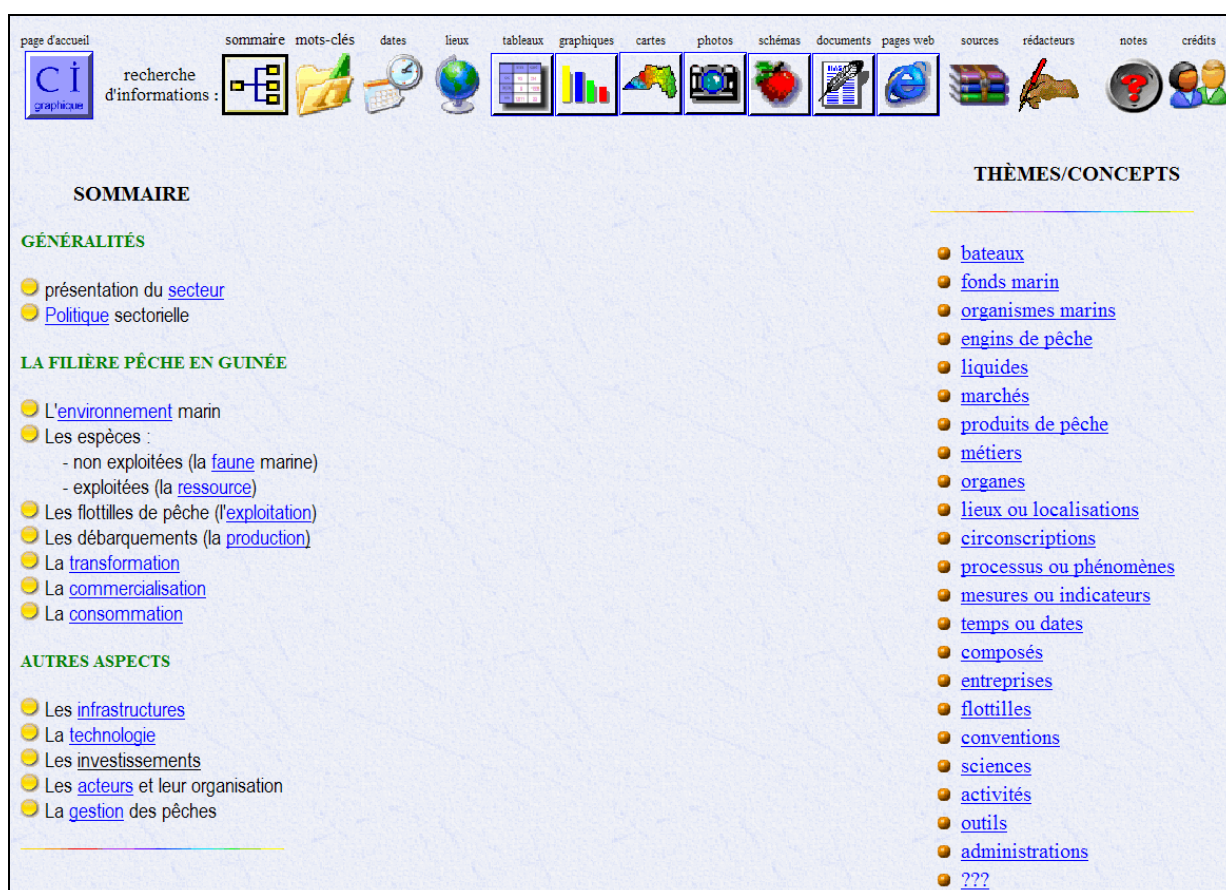 page d'accueil
sommaire
mots-clés
dates
lieux
tableaux
graphiques
cartes
photos
schémas
documents
pages web
sources
rédacteurs
notes
crédits
CI
graphique
recherche
d'informations :
SOMMAIRE
GÉNÉRALITÉS
présentation du secteur
Politique sectorielle
LA FILIÈRE PÊCHE EN GUINÉE
L'environnement marin
Les espèces :
- non exploitées (la faune marine)
- exploitées (la ressource)
Les flottilles de pêche (l'exploitation)
Les débarquements (la production)
La transformation
La commercialisation
La consommation
AUTRES ASPECTS
Les infrastructures
La technologie
Les investissements
Les acteurs et leur organisation
La gestion des pêches
THÈMES/CONCEPTS
bateaux
fonds marin
organismes marins
engins de pêche
liquides
marchés
produits de pêche
métiers
organes
lieux ou localisations
circonscriptions
processus ou phénomènes
mesures ou indicateurs
temps ou dates
composés
entreprises
flottilles
conventions
sciences
activités
outils
administrations
???